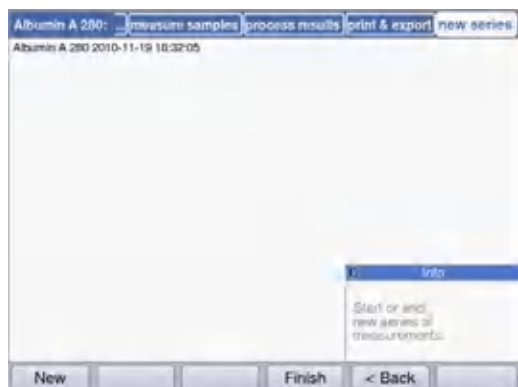 Albumin A 280: ... measure samples process results print & export new series
Albumin A 280 2010-11-19 18:32:05
Info
Start or end
new series of
measurements.
New Finish < Back